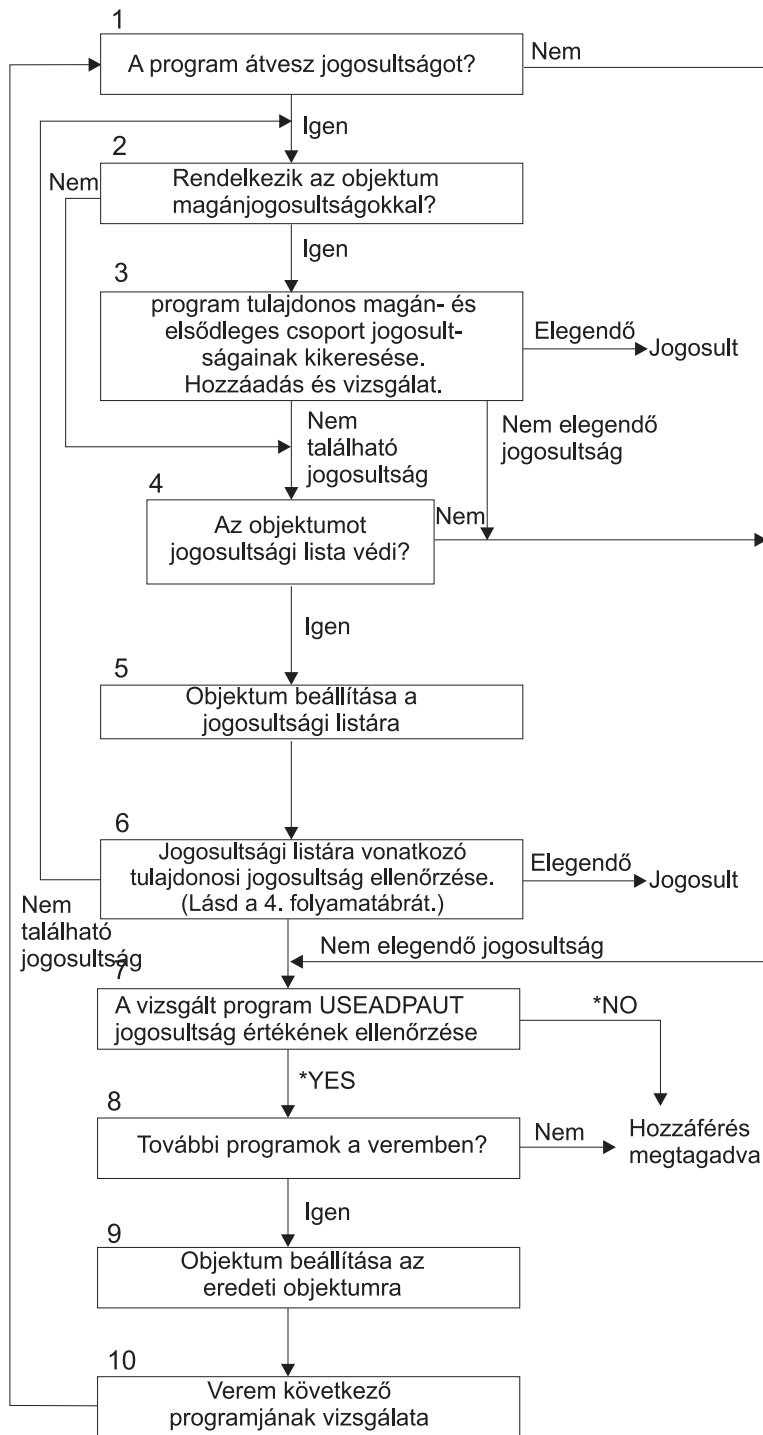 1
A program átvesz jogosultságot?
Nem
Igen
2
Nem
Rendelkezik az objektum
magánjogosultságokkal?
Igen
3
program tulajdonos magán- és
elsődleges csoport jogosult-
ságainak kikeresése.
Hozzáadás és vizsgálat.
Elegendő
Jogosult
Nem
található
jogosultság
Nem elegendő
jogosultság
4
Az objektumot
jogosultsági lista védi?
Nem
Igen
5
Objektum beállítása a
jogosultsági listára
6
Jogosultsági listára vonatkozó
tulajdonosi jogosultság ellenőrzése.
(Lásd a 4. folyamatábrát.)
Elegendő
Jogosult
Nem
található
jogosultság
Nem elegendő jogosultság
7
A vizsgált program USEADPAUT
jogosultság értékének ellenőrzése
*NO
*YES
8
További programok a veremben?
Nem
Hozzáférés
megtagadva
Igen
9
Objektum beállítása az
eredeti objektumra
10
Verem következő
programjának vizsgálata